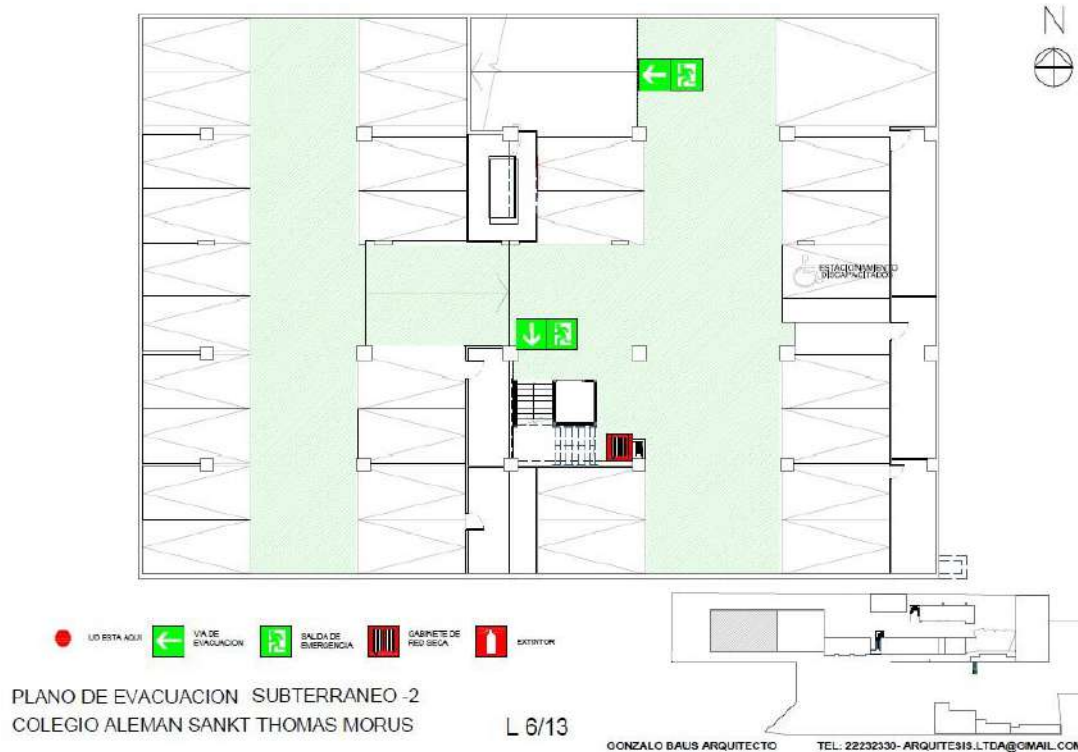 N
ESTACIONAMIENTO
DISCAPACITADOS
UD ESTA AQUI
VIA DE
EVACUACION
SALIDA DE
EMERGENCIA
GABINETE DE
RED SECA
EXTINTOR
PLANO DE EVACUACION SUBTERRANEO -2
COLEGIO ALEMAN SANKT THOMAS MORUS
L 6/13
GONZALO BAUS ARQUITECTO
TEL: 22232330- ARQUITESIS.LTDA@GMAIL.COM